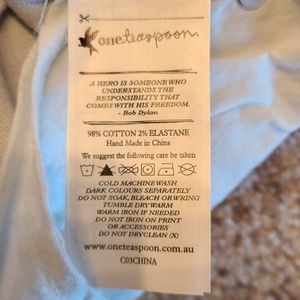 oneteaspoon.
A HERO IS SOMEONE WHO
UNDERSTANDS THE
RESPONSIBILITY THAT
COMES WITH HIS FREEDOM.
- Bob Dylan
98% COTTON 2% ELASTANE
Hand Made in China
We suggest the following care be taken
COLD MACHINE WASH
DARK COLOURS SEPARATELY
DO NOT SOAK, BLEACH OR WRING
TUMBLE DRY WARM
WARM IRON IF NEEDED
DO NOT IRON ON PRINT
OR ACCESSORIES
DO NOT DRYCLEAN (X)
www.oneteaspoon.com.au
C03CHINA